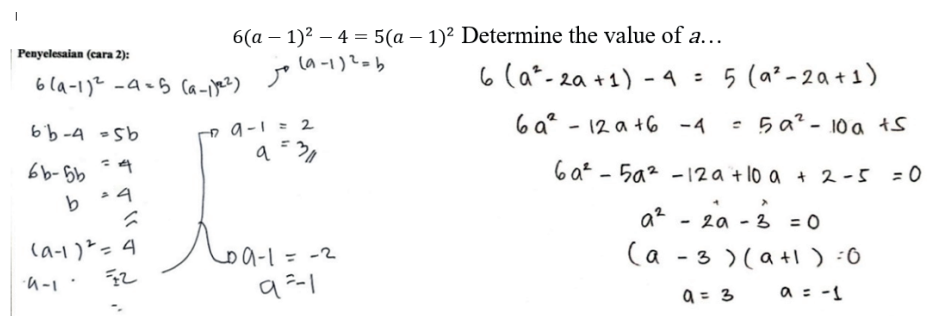 6(a − 1)² − 4 = 5(a − 1)² Determine the value of a…
Penyelesaian (cara 2):
6(a-1)² - 4 = 5 (a-1)²
(a-1)² = b
6b - 4 = 5b
6b - 5b = 4
b = 4
(a-1)² = 4
a-1 = ±2
a-1 = 2
a = 3
a-1 = -2
a = -1
6 (a² - 2a + 1) - 4 = 5 (a² - 2a + 1)
6a² - 12a + 6 - 4 = 5a² - 10a + 5
6a² - 5a² - 12a + 10a + 2 - 5 = 0
a² - 2a - 3 = 0
(a - 3)(a + 1) = 0
a = 3 a = -1